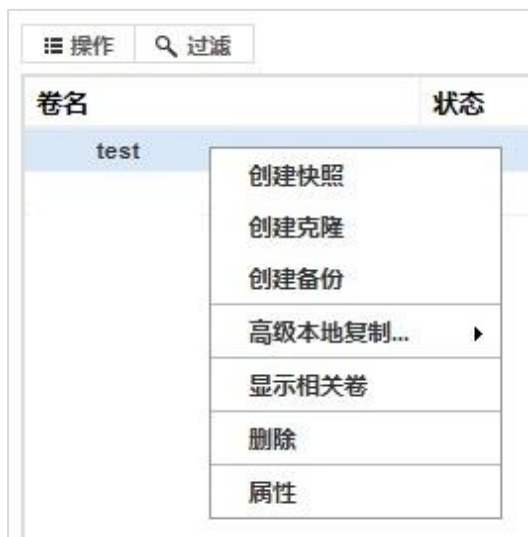 操作 过滤
卷名 状态
test
创建快照
创建克隆
创建备份
高级本地复制...
显示相关卷
删除
属性